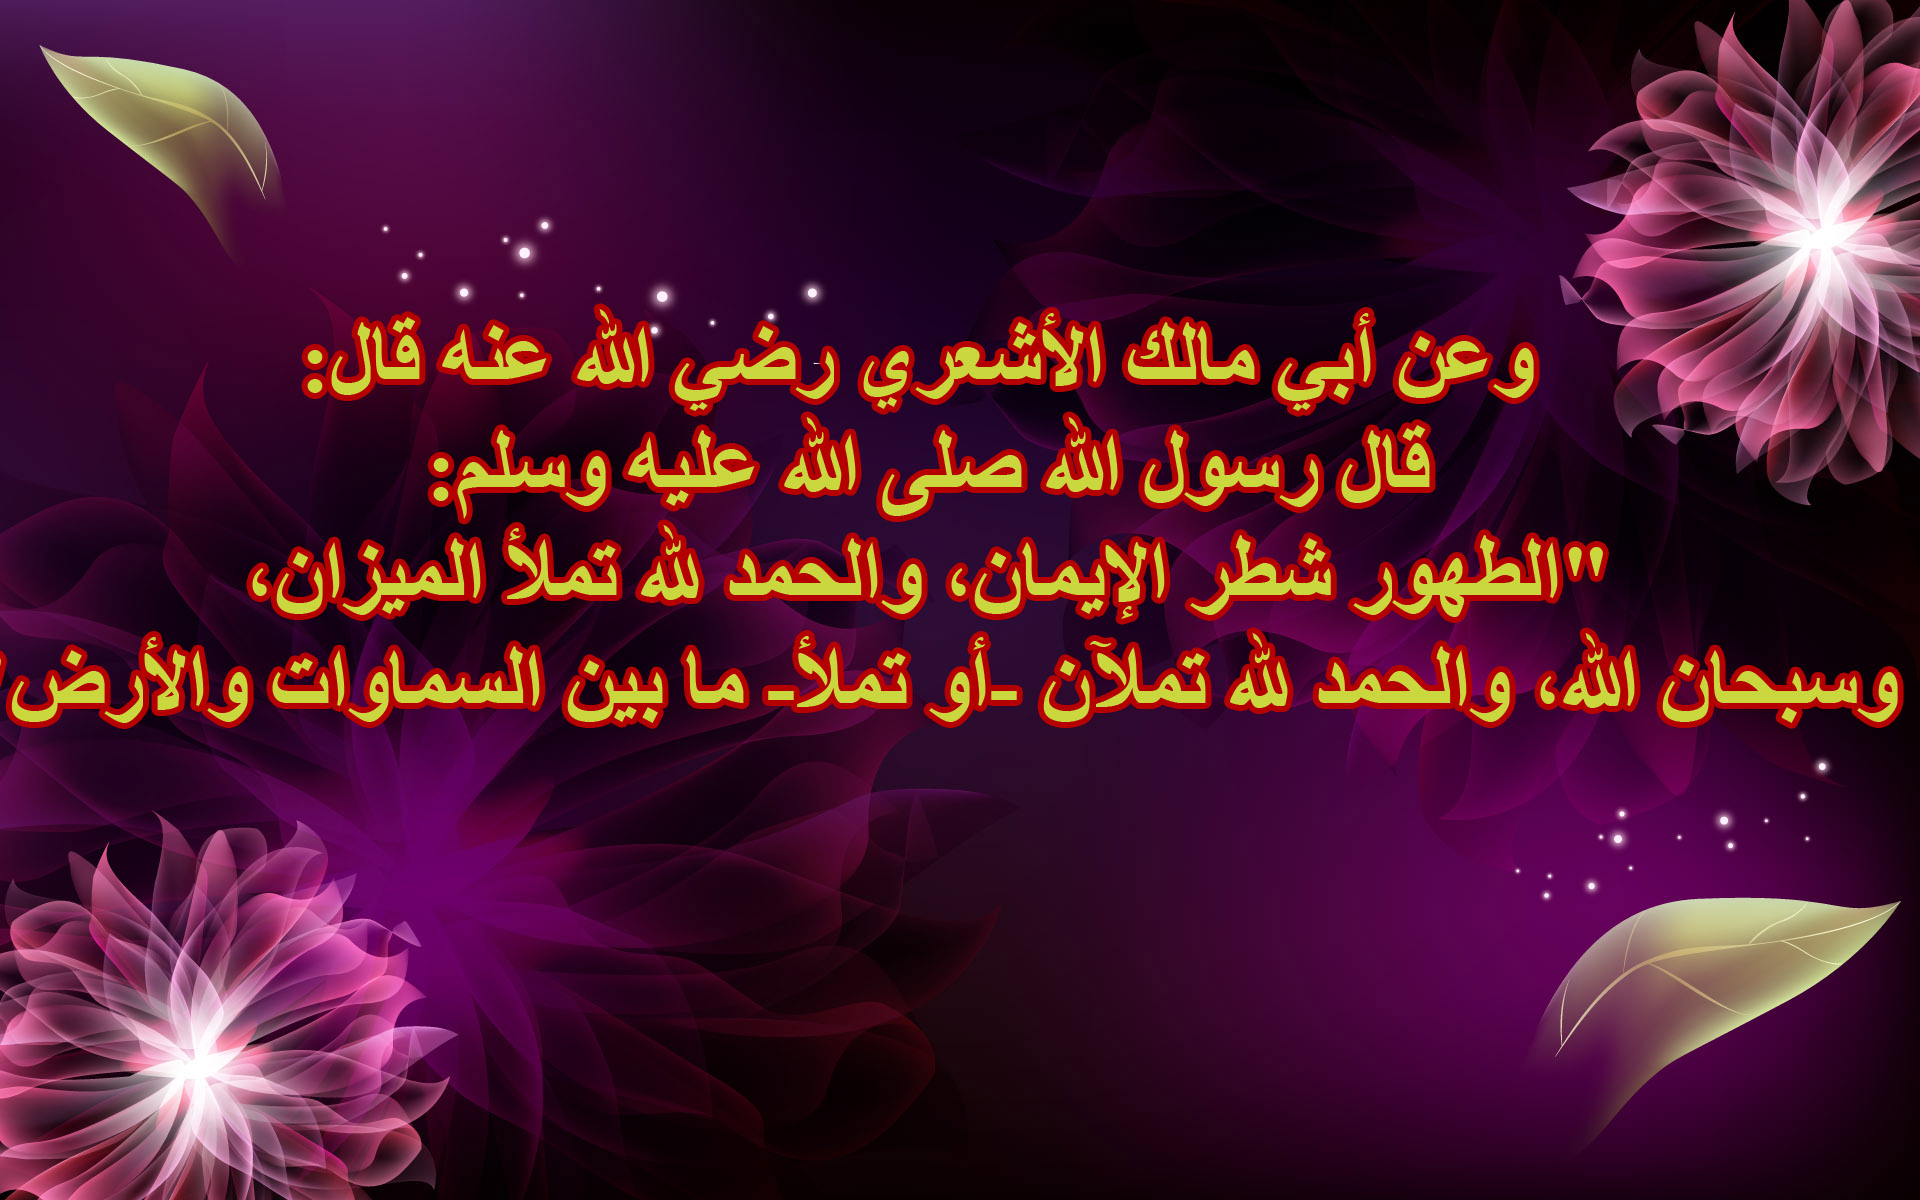 وعن أبي مالك الأشعري رضي الله عنه قال:
قال رسول الله صلى الله عليه وسلم:
"الطهور شطر الإيمان، والحمد لله تملأ الميزان،
وسبحان الله، والحمد لله تملآن -أو تملأ- ما بين السماوات والأرض"